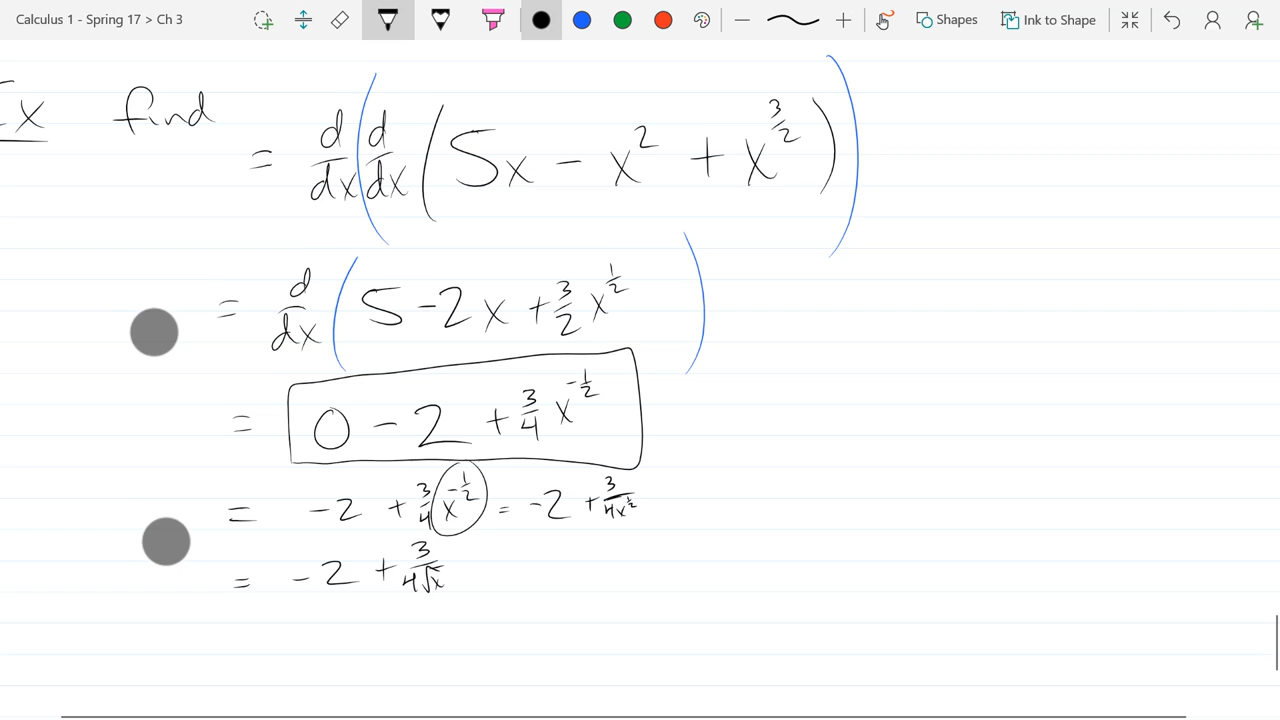 Calculus 1 - Spring 17 > Ch 3
Shapes
Ink to Shape
Ex find
= d/dx ( d/dx ( 5x - x^2 + x^(3/2) ) )
= d/dx ( 5 - 2x + 3/2 x^(1/2) )
= 0 - 2 + 3/4 x^(-1/2)
= -2 + 3/4 x^(-1/2) = -2 + 3/(4x^(1/2))
= -2 + 3/(4√x)